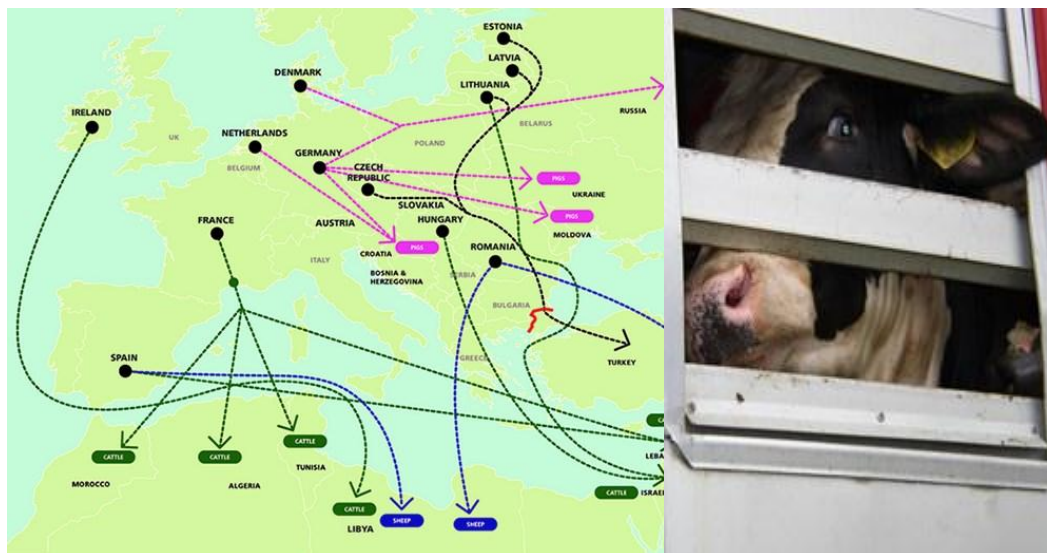 ESTONIA
LATVIA
DENMARK
LITHUANIA
RUSSIA
IRELAND
BELARUS
NETHERLANDS
UK
POLAND
GERMANY
BELGIUM
CZECH
REPUBLIC
PIGS
UKRAINE
SLOVAKIA
FRANCE
AUSTRIA
HUNGARY
PIGS
MOLDOVA
CROATIA
PIGS
ROMANIA
ITALY
BOSNIA &
HERZEGOVINA
SERBIA
BULGARIA
SPAIN
GREECE
TURKEY
CATTLE
CATTLE
CATTLE
TUNISIA
LEBA
MOROCCO
ALGERIA
CATTLE
ISRAE
CATTLE
LIBYA
SHEEP
SHEEP